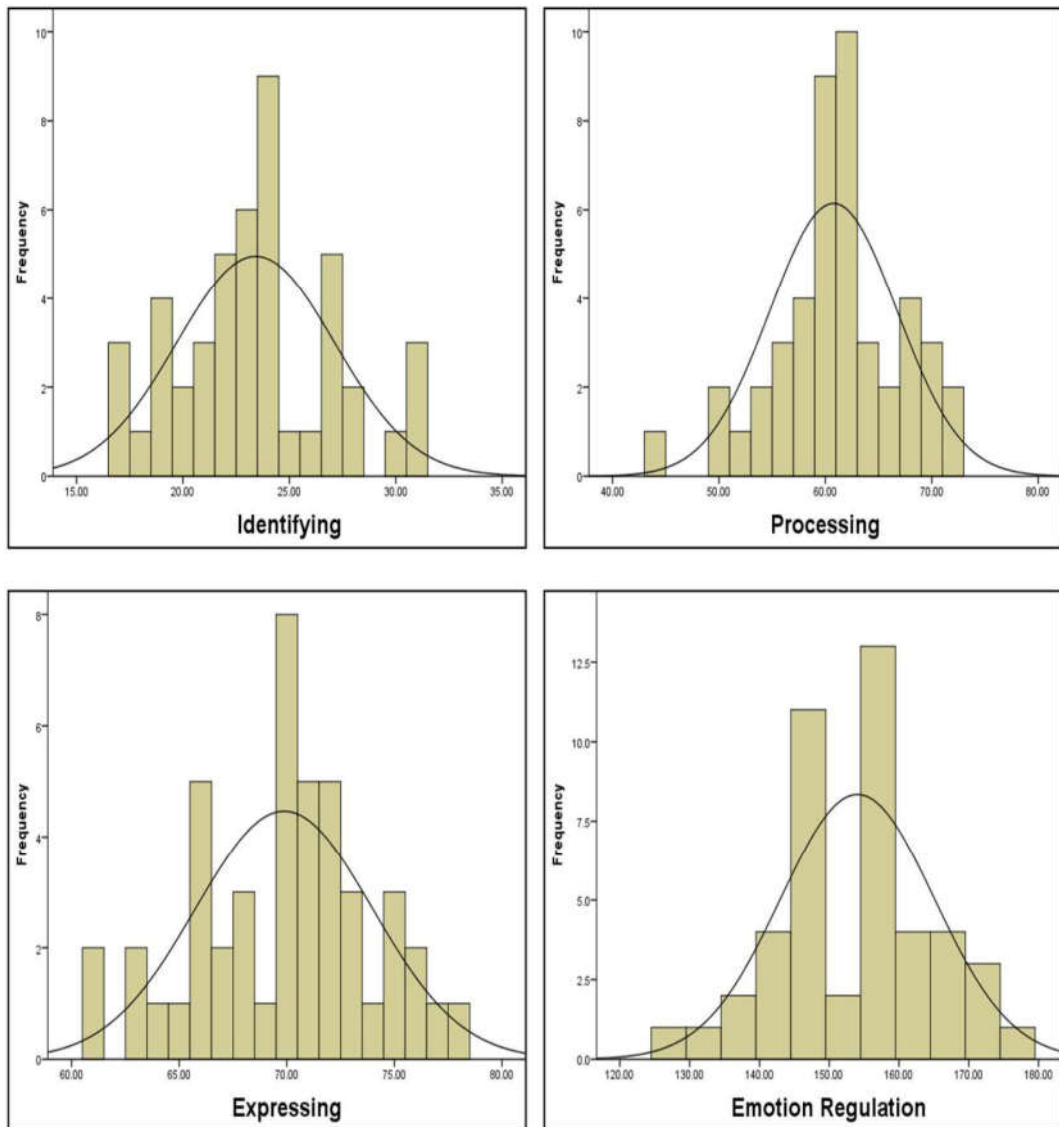 10
8
6
4
2
0
Frequency
15.00 20.00 25.00 30.00 35.00
Identifying
10
8
6
4
2
0
Frequency
40.00 50.00 60.00 70.00 80.00
Processing
8
6
4
2
0
Frequency
60.00 65.00 70.00 75.00 80.00
Expressing
12.5
10.0
7.5
5.0
2.5
0.0
Frequency
120.00 130.00 140.00 150.00 160.00 170.00 180.00
Emotion Regulation